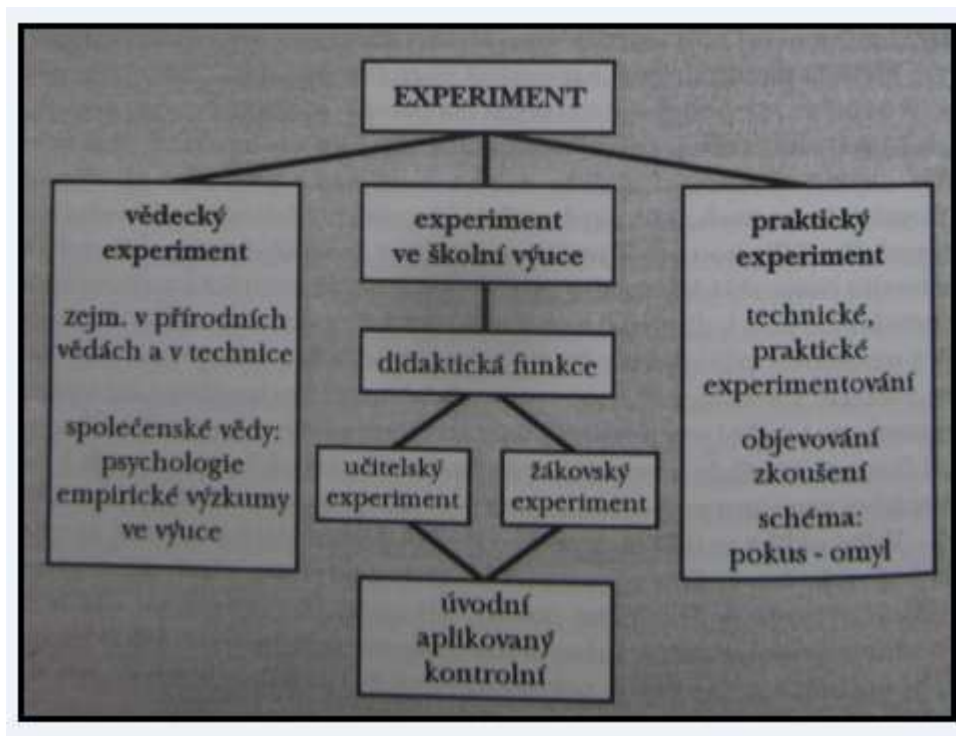 EXPERIMENT
vědecký
experiment
zejm. v přírodních
vědách a v technice
společenské vědy:
psychologie
empirické výzkumy
ve výuce
experiment
ve školní výuce
didaktická funkce
učitelský
experiment
žákovský
experiment
úvodní
aplikovaný
kontrolní
praktický
experiment
technické,
praktické
experimentování
objevování
zkoušení
schéma:
pokus - omyl